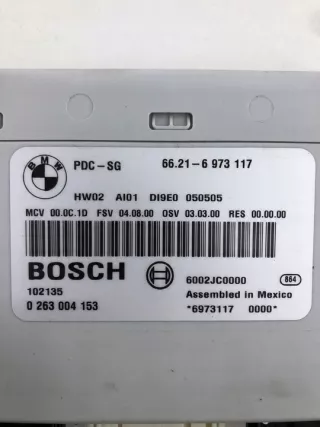 BMW
PDC-SG 66.21-6 973 117
HW02 AI01 DI9E0 050505
MCV 00.0C.1D FSV 04.08.00 OSV 03.03.00 RES 00.00.00
BOSCH 6002JC0000 864
102135 Assembled in Mexico
0 263 004 153 *6973117 0000*